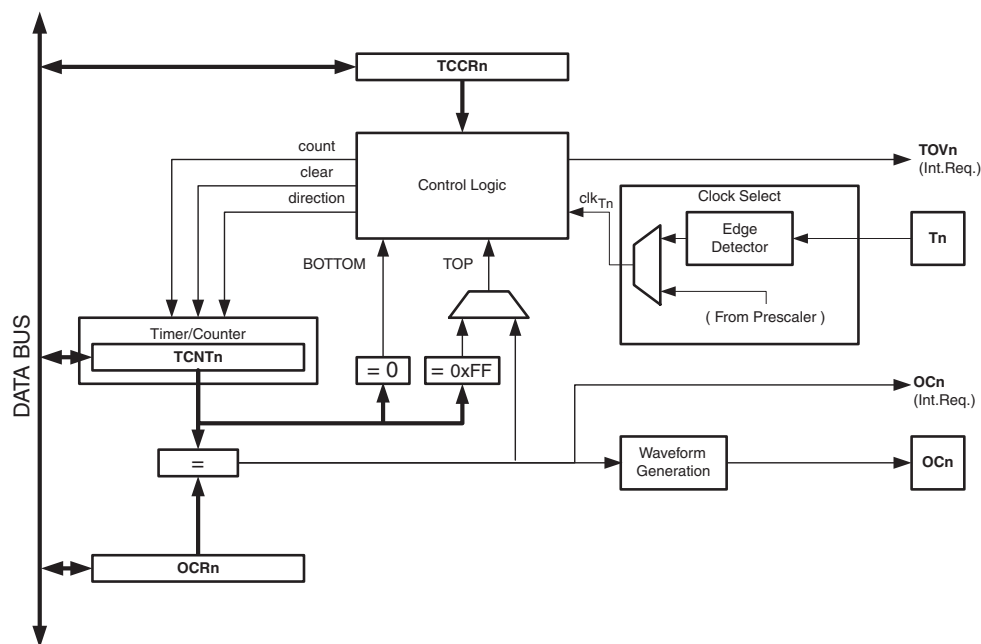 TCCRn
count
clear
direction
Control Logic
TOVn
(Int.Req.)
clkTn
Clock Select
Edge
Detector
Tn
( From Prescaler )
BOTTOM
TOP
Timer/Counter
TCNTn
= 0
= 0xFF
OCn
(Int.Req.)
=
Waveform
Generation
OCn
OCRn
DATA BUS